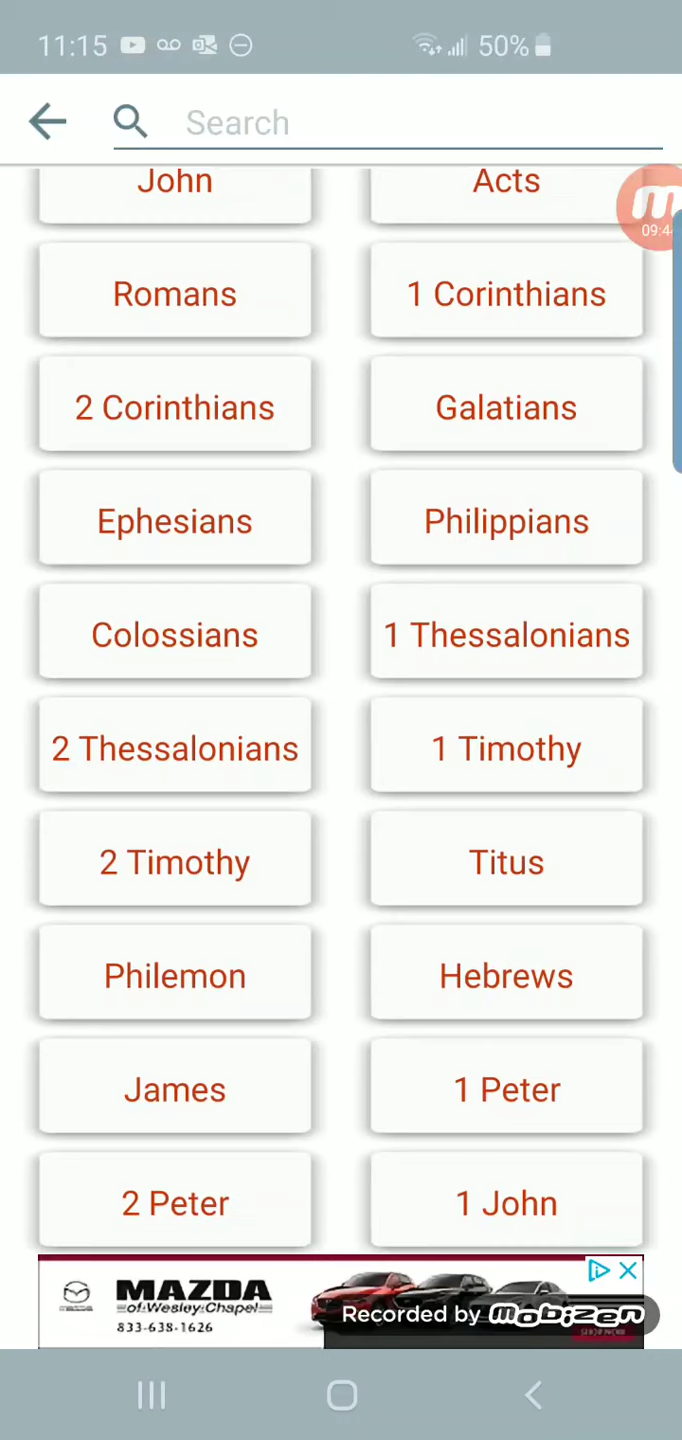 11:15 50%
Search
John Acts
09:4
Romans 1 Corinthians
2 Corinthians Galatians
Ephesians Philippians
Colossians 1 Thessalonians
2 Thessalonians 1 Timothy
2 Timothy Titus
Philemon Hebrews
James 1 Peter
2 Peter 1 John
MAZDA
of Wesley Chapel
833-638-1626
Recorded by mobizen